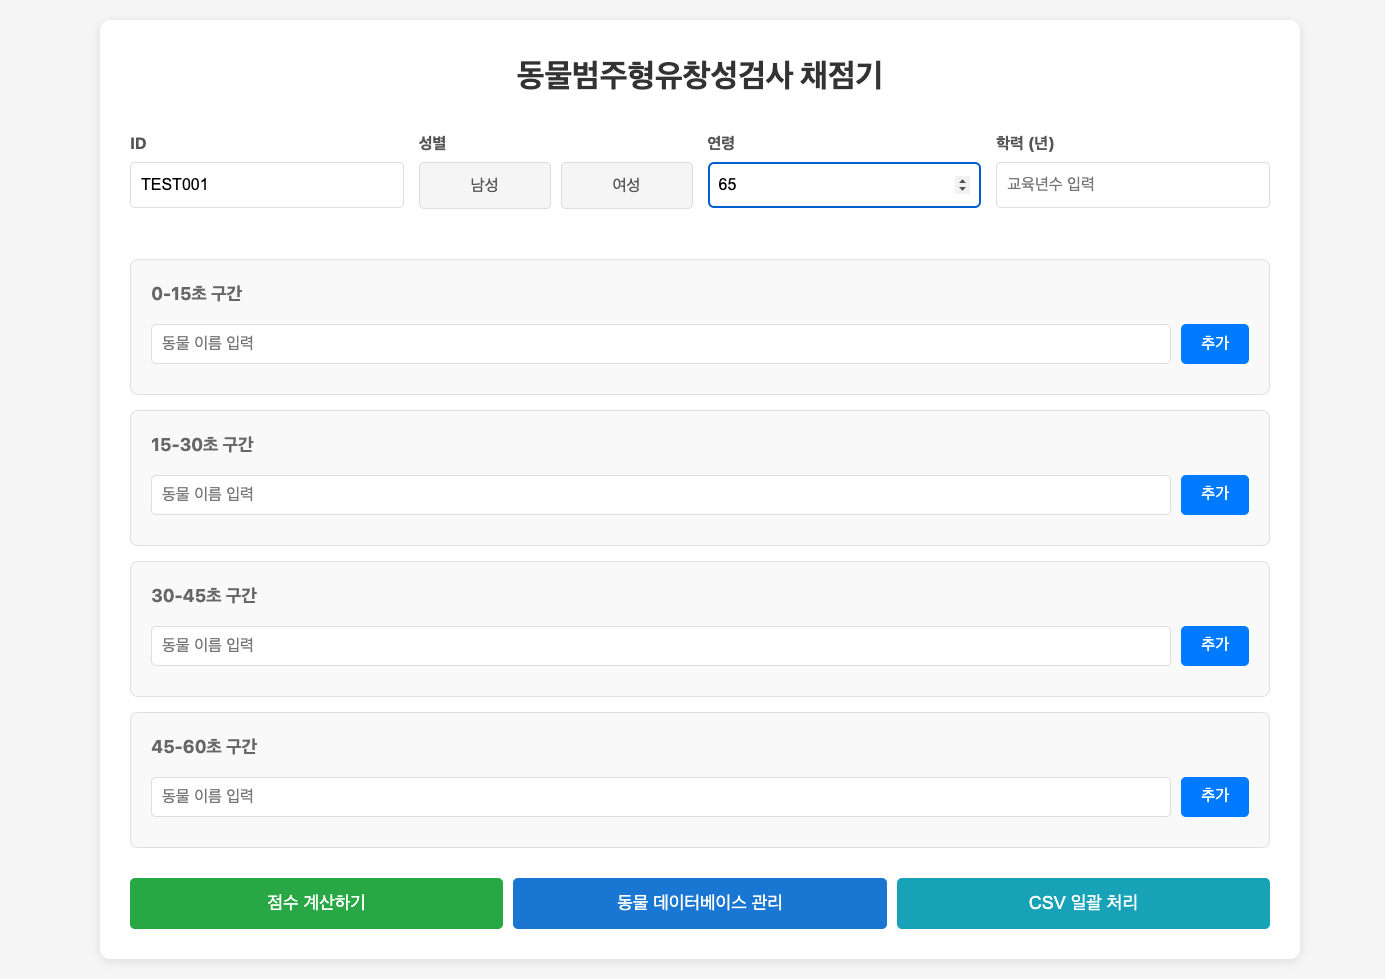 동물범주형유창성검사 채점기
ID
성별
연령
학력 (년)
TEST001
남성
여성
65
교육년수 입력
0-15초 구간
동물 이름 입력
추가
15-30초 구간
동물 이름 입력
추가
30-45초 구간
동물 이름 입력
추가
45-60초 구간
동물 이름 입력
추가
점수 계산하기
동물 데이터베이스 관리
CSV 일괄 처리